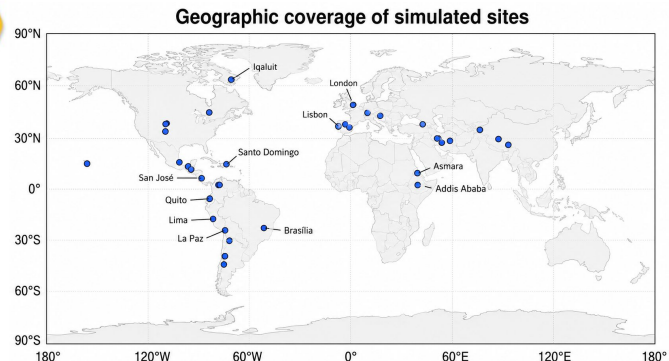 Geographic coverage of simulated sites
90°N
60°N
30°N
0°
30°S
60°S
90°S
Iqaluit
London
Lisbon
Santo Domingo
San José
Asmara
Addis Ababa
Quito
Lima
La Paz
Brasília
180°
120°W
60°W
0°
60°E
120°E
180°